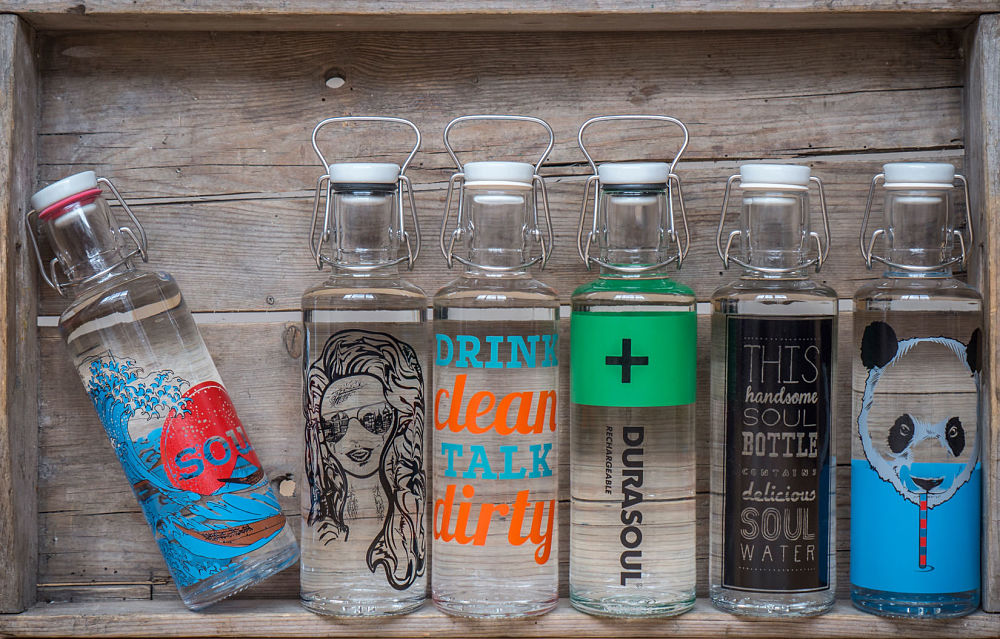 SOUL
DRINK
clean
TALK
dirty
+
DURASOUL
RECHARGEABLE
THIS
handsome
SOUL
BOTTLE
CONTAINS
delicious
SOUL
WATER